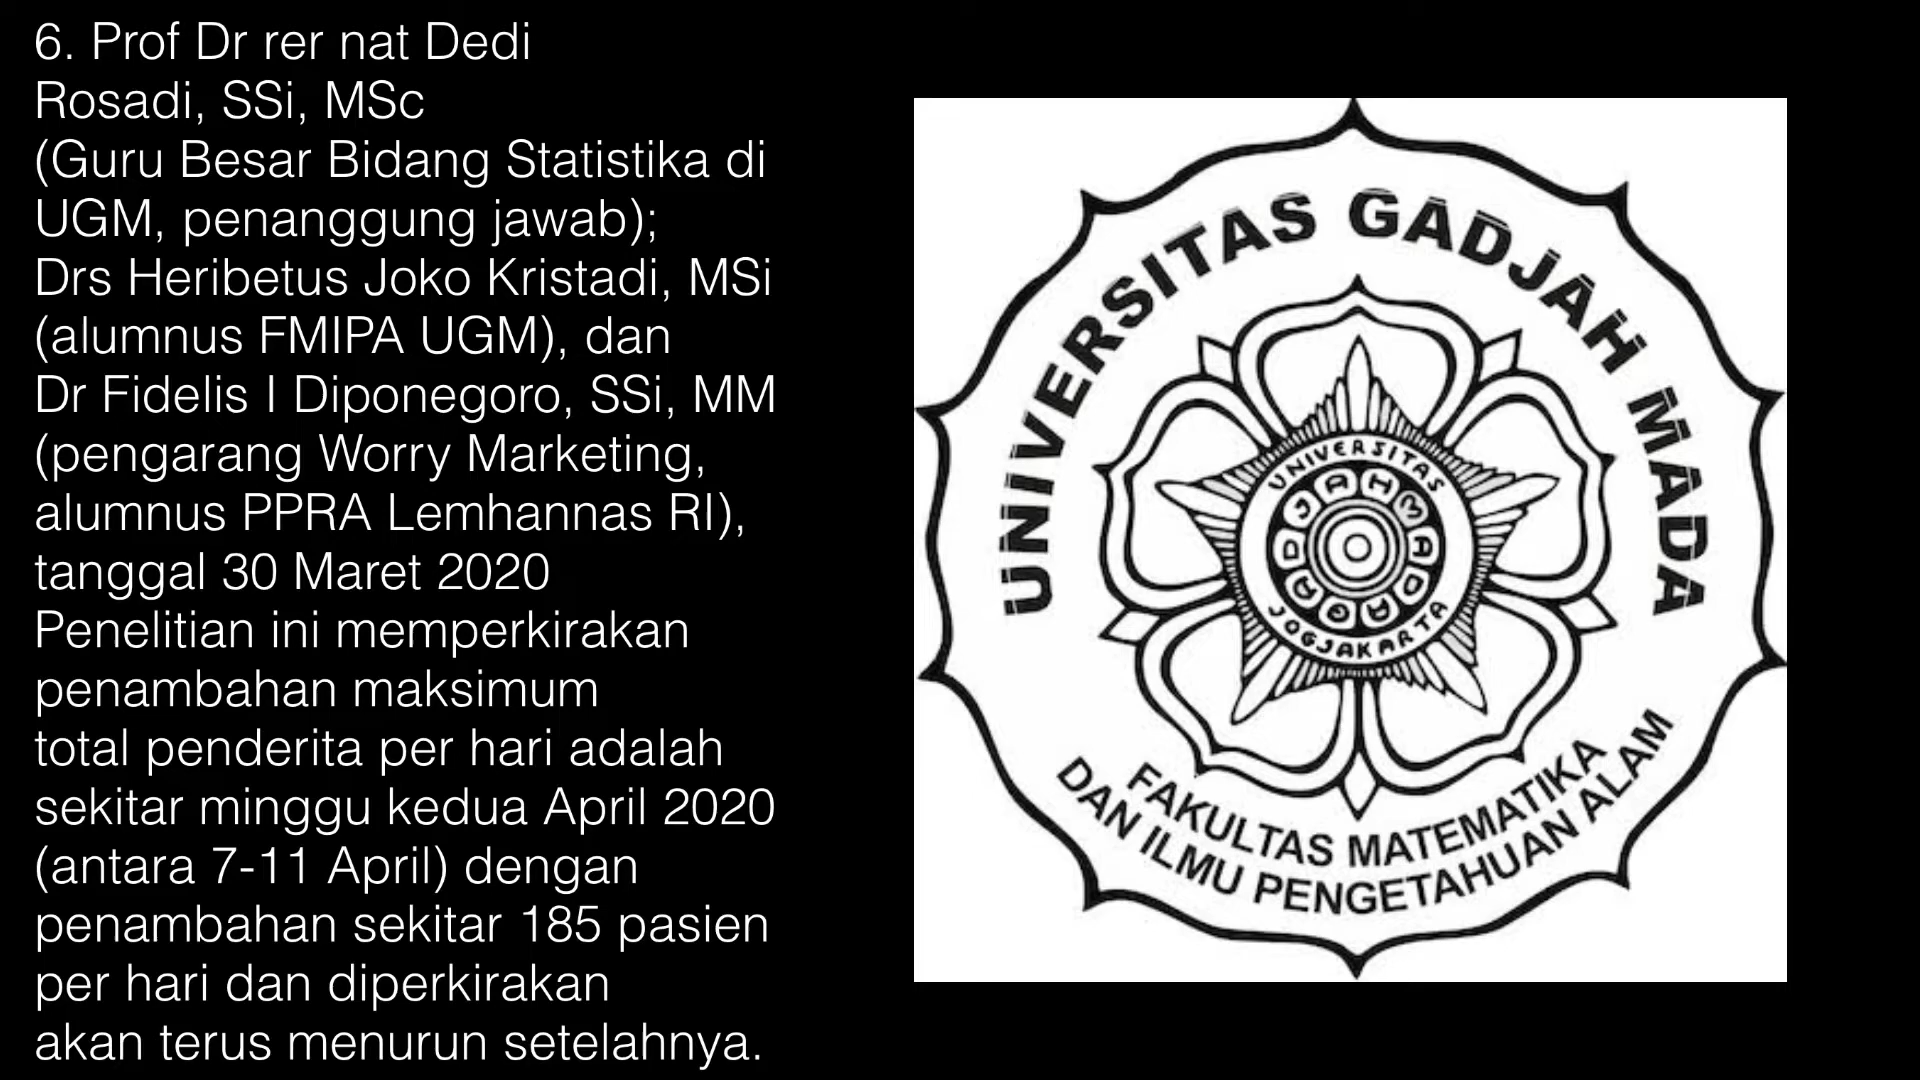 6. Prof Dr rer nat Dedi
Rosadi, SSi, MSc
(Guru Besar Bidang Statistika di
UGM, penanggung jawab);
Drs Heribetus Joko Kristadi, MSi
(alumnus FMIPA UGM), dan
Dr Fidelis I Diponegoro, SSi, MM
(pengarang Worry Marketing,
alumnus PPRA Lemhannas RI),
tanggal 30 Maret 2020
Penelitian ini memperkirakan
penambahan maksimum
total penderita per hari adalah
sekitar minggu kedua April 2020
(antara 7-11 April) dengan
penambahan sekitar 185 pasien
per hari dan diperkirakan
akan terus menurun setelahnya.
UNIVERSITAS GADJAH MADA
UNIVERSITAS
GADJAH MADA
JOGJAKARTA
FAKULTAS MATEMATIKA
DAN ILMU PENGETAHUAN ALAM